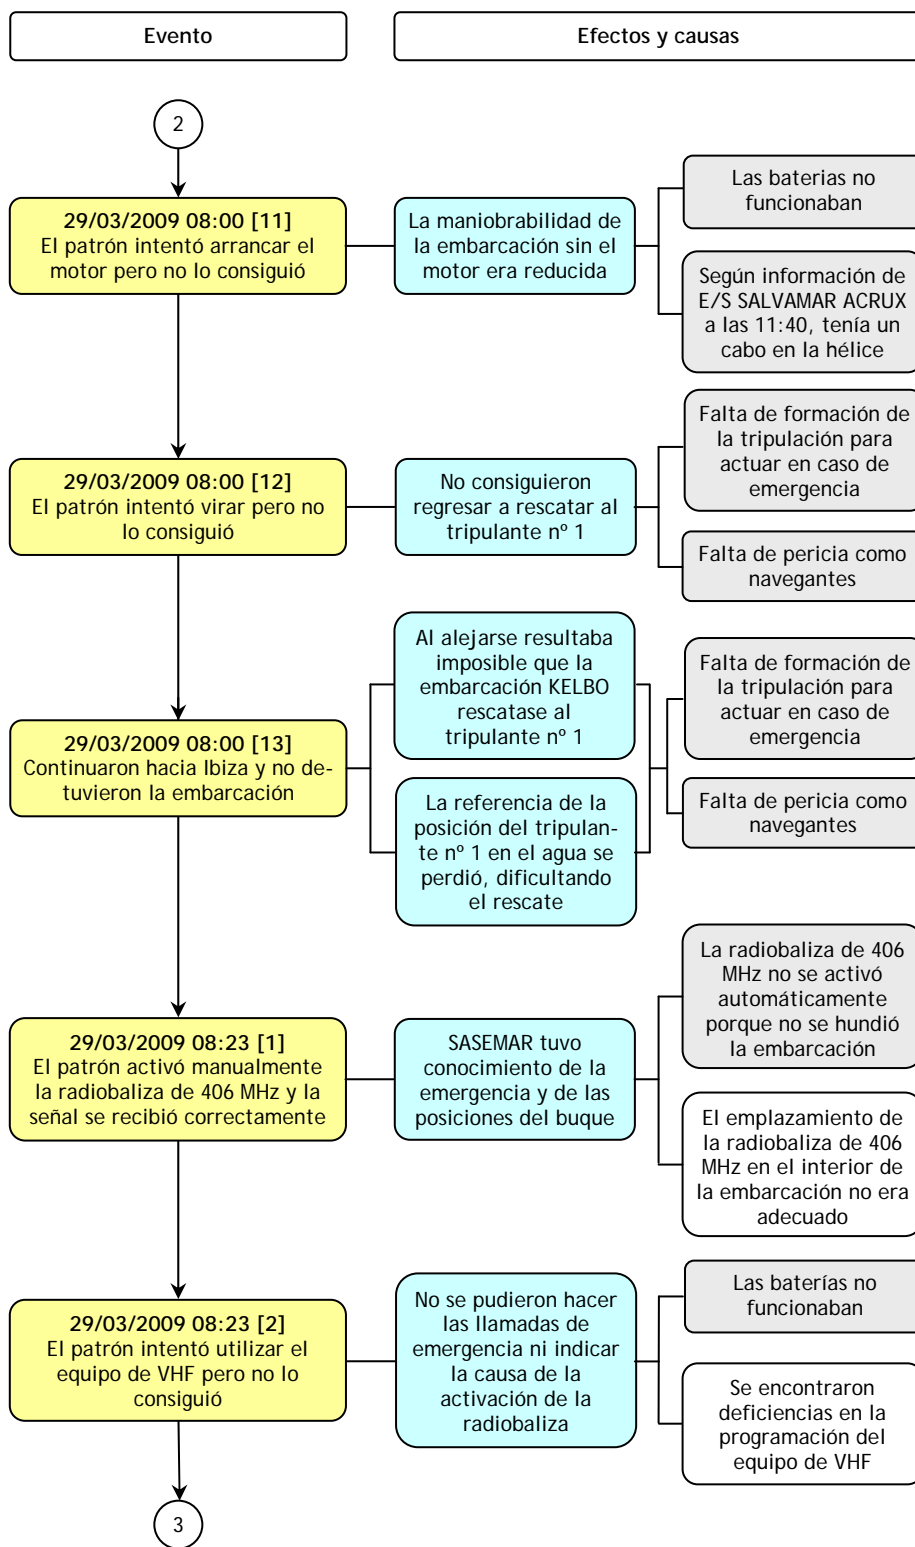 Evento
Efectos y causas
2
29/03/2009 08:00 [11]
El patrón intentó arrancar el
motor pero no lo consiguió
La maniobrabilidad de
la embarcación sin el
motor era reducida
Las baterias no
funcionaban
Según información de
E/S SALVAMAR ACRUX
a las 11:40, tenía un
cabo en la hélice
29/03/2009 08:00 [12]
El patrón intentó virar pero no
lo consiguió
No consiguieron
regresar a rescatar al
tripulante nº 1
Falta de formación de
la tripulación para
actuar en caso de
emergencia
Falta de pericia como
navegantes
29/03/2009 08:00 [13]
Continuaron hacia Ibiza y no de-
tuvieron la embarcación
Al alejarse resultaba
imposible que la
embarcación KELBO
rescatase al
tripulante nº 1
La referencia de la
posición del tripulan-
te nº 1 en el agua se
perdió, dificultando
el rescate
Falta de formación de
la tripulación para
actuar en caso de
emergencia
Falta de pericia como
navegantes
29/03/2009 08:23 [1]
El patrón activó manualmente
la radiobaliza de 406 MHz y la
señal se recibió correctamente
SASEMAR tuvo
conocimiento de la
emergencia y de las
posiciones del buque
La radiobaliza de 406
MHz no se activó
automáticamente
porque no se hundió
la embarcación
El emplazamiento de
la radiobaliza de 406
MHz en el interior de
la embarcación no era
adecuado
29/03/2009 08:23 [2]
El patrón intentó utilizar el
equipo de VHF pero no lo
consiguió
No se pudieron hacer
las llamadas de
emergencia ni indicar
la causa de la
activación de la
radiobaliza
Las baterías no
funcionaban
Se encontraron
deficiencias en la
programación del
equipo de VHF
3